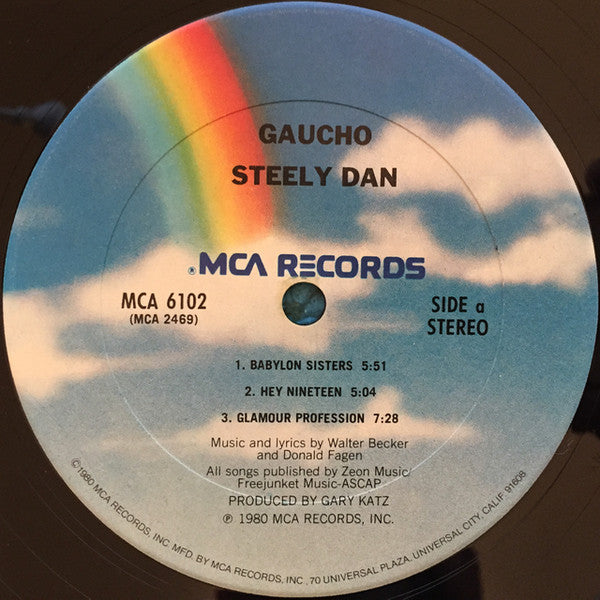 GAUCHO
STEELY DAN
®MCA RECORDS
MCA 6102
(MCA 2469)
SIDE a
STEREO
1. BABYLON SISTERS 5:51
2. HEY NINETEEN 5:04
3. GLAMOUR PROFESSION 7:28
Music and lyrics by Walter Becker
and Donald Fagen
All songs published by Zeon Music/
Freejunket Music-ASCAP
PRODUCED BY GARY KATZ
℗ 1980 MCA RECORDS, INC.
©1980 MCA RECORDS, INC. MFD. BY MCA RECORDS, INC., 70 UNIVERSAL PLAZA, UNIVERSAL CITY, CALIF. 91608